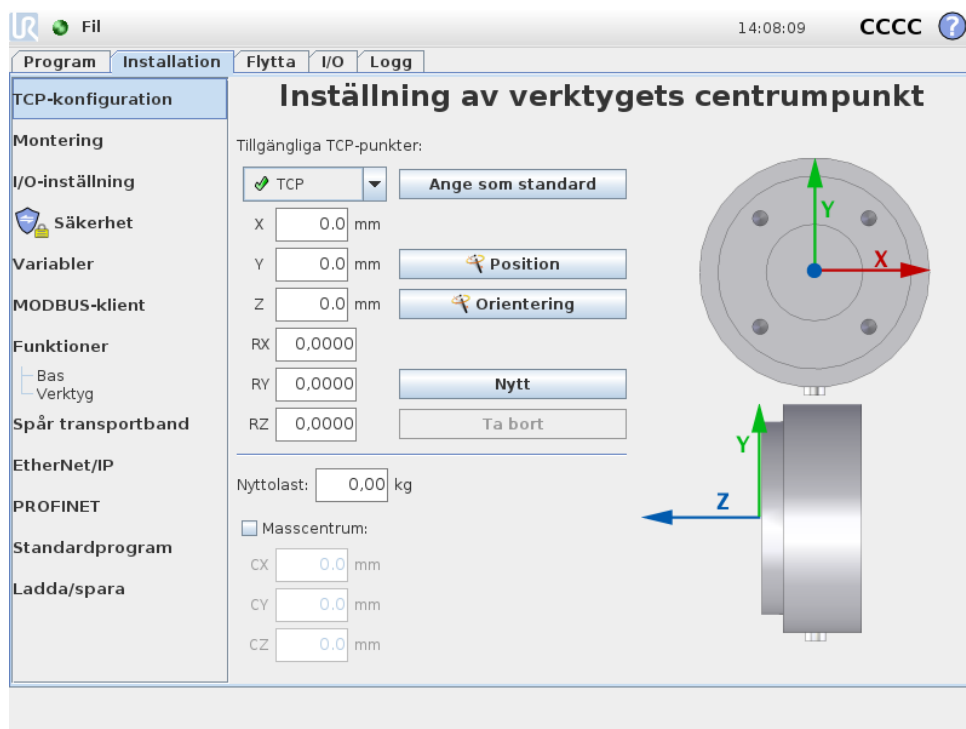 UR Fil 14:08:09 CCCC ?
Program Installation Flytta I/O Logg
TCP-konfiguration
Montering
I/O-inställning
Säkerhet
Variabler
MODBUS-klient
Funktioner
Bas
Verktyg
Spår transportband
EtherNet/IP
PROFINET
Standardprogram
Ladda/spara
Inställning av verktygets centrumpunkt
Tillgängliga TCP-punkter:
TCP Ange som standard
X 0.0 mm
Y 0.0 mm Position
Z 0.0 mm Orientering
RX 0,0000
RY 0,0000 Nytt
RZ 0,0000 Ta bort
Nyttolast: 0,00 kg
Masscentrum:
CX 0.0 mm
CY 0.0 mm
CZ 0.0 mm
Y
X
Y
Z